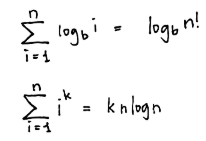 n∑i=1 log_b i = log_b n!
n∑i=1 i^k = k n log n